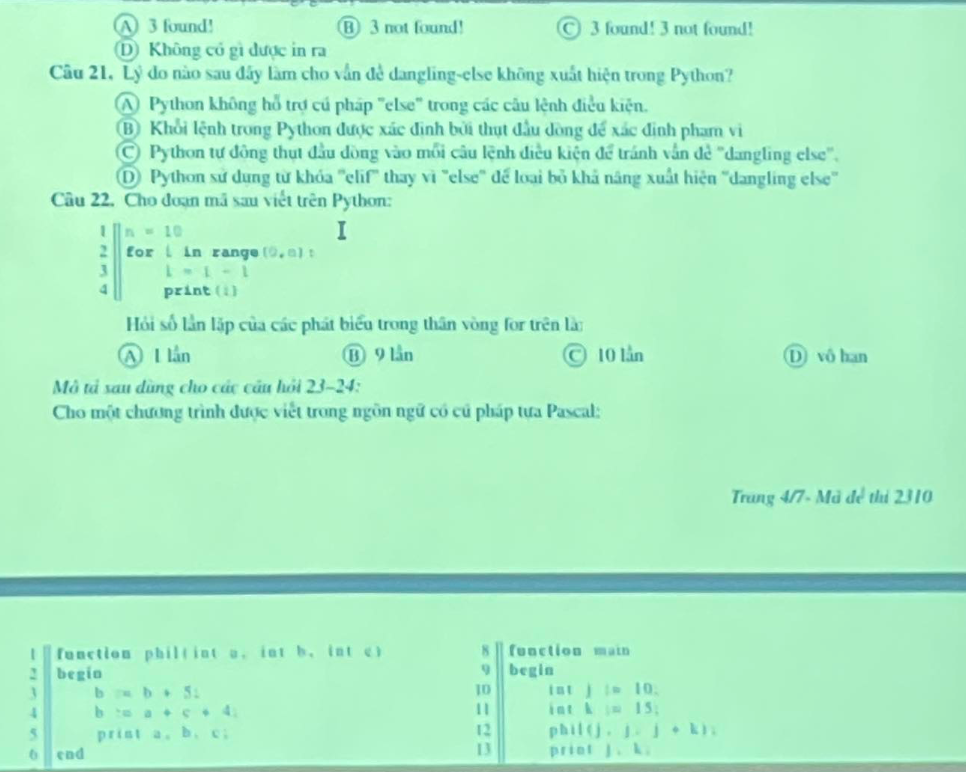 Ⓐ 3 found! Ⓑ 3 not found! Ⓒ 3 found! 3 not found!
Ⓓ Không có gì được in ra
Câu 21. Lý do nào sau đây làm cho vấn đề dangling-else không xuất hiện trong Python?
Ⓐ Python không hỗ trợ cú pháp "else" trong các câu lệnh điều kiện.
Ⓑ Khối lệnh trong Python được xác định bởi thụt đầu dòng để xác định phạm vi
Ⓒ Python tự động thụt đầu dòng vào mỗi câu lệnh điều kiện để tránh vấn đề "dangling else".
Ⓓ Python sử dụng từ khóa "elif" thay vì "else" để loại bỏ khả năng xuất hiện "dangling else"
Câu 22. Cho đoạn mã sau viết trên Python:
1 n = 10
2 for i in range(0,n):
3 i = i - 1
4 print(i)
Hỏi số lần lặp của các phát biểu trong thân vòng for trên là:
Ⓐ 1 lần Ⓑ 9 lần Ⓒ 10 lần Ⓓ vô hạn
Mô tả sau dùng cho các câu hỏi 23–24:
Cho một chương trình được viết trong ngôn ngữ có cú pháp tựa Pascal:
Trang 4/7- Mã đề thi 2310
1 function phil(int a, int b, int c)
2 begin
3 b := b + 5;
4 b := a + c + 4;
5 print a, b, c;
6 end
8 function main
9 begin
10 int j := 10;
11 int k := 15;
12 phil(j, j, j + k);
13 print j, k;